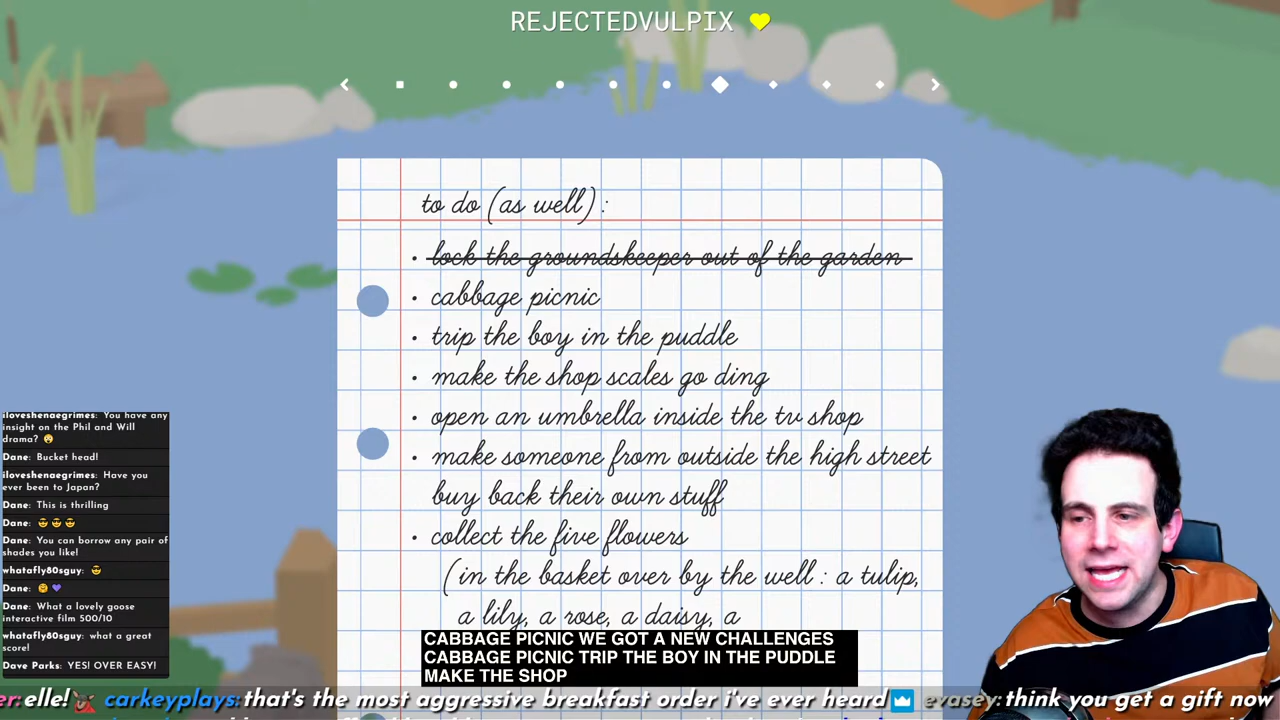 REJECTEDVULPIX 💛
to do (as well) :
• lock the groundskeeper out of the garden
• cabbage picnic
• trip the boy in the puddle
• make the shop scales go ding
• open an umbrella inside the tv shop
• make someone from outside the high street
buy back their own stuff
• collect the five flowers
(in the basket over by the well : a tulip,
a lily, a rose, a daisy, a
CABBAGE PICNIC WE GOT A NEW CHALLENGES
CABBAGE PICNIC TRIP THE BOY IN THE PUDDLE
MAKE THE SHOP
iloveshenaegrimes: You have any
insight on the Phil and Will
drama? 😮
Dane: Bucket head!
iloveshenaegrimes: Have you
ever been to Japan?
Dane: This is thrilling
Dane: 😎😎😎
Dane: You can borrow any pair of
shades you like!
whatafly80sguy: 😎
Dane: 🤗💜
Dane: What a lovely goose
interactive film 500/10
whatafly80sguy: what a great
score!
Dave Parks: YES! OVER EASY!
er: elle! carkeyplays: that's the most aggressive breakfast order i've ever heard evasey: think you get a gift now